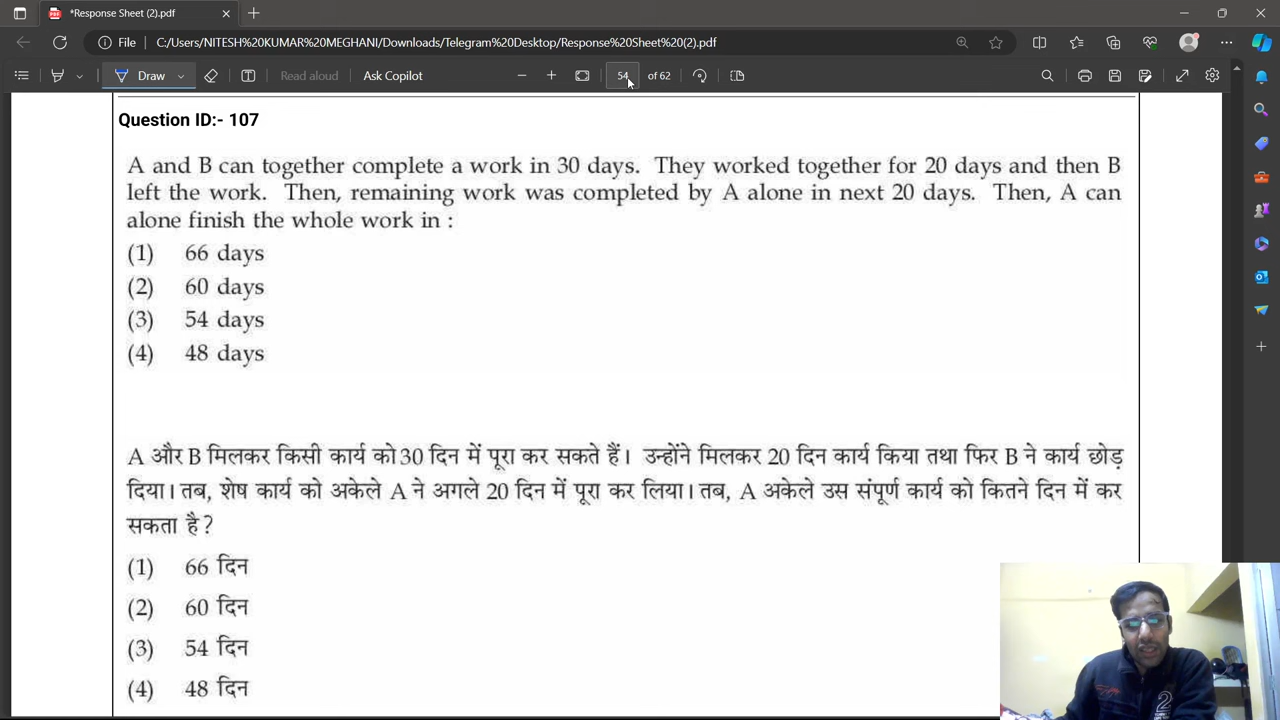 *Response Sheet (2).pdf
File C:/Users/NITESH%20KUMAR%20MEGHANI/Downloads/Telegram%20Desktop/Response%20Sheet%20(2).pdf
Draw Read aloud Ask Copilot 54 of 62
Question ID:- 107
A and B can together complete a work in 30 days. They worked together for 20 days and then B
left the work. Then, remaining work was completed by A alone in next 20 days. Then, A can
alone finish the whole work in :
(1) 66 days
(2) 60 days
(3) 54 days
(4) 48 days
A और B मिलकर किसी कार्य को 30 दिन में पूरा कर सकते हैं। उन्होंने मिलकर 20 दिन कार्य किया तथा फिर B ने कार्य छोड़
दिया। तब, शेष कार्य को अकेले A ने अगले 20 दिन में पूरा कर लिया। तब, A अकेले उस संपूर्ण कार्य को कितने दिन में कर
सकता है?
(1) 66 दिन
(2) 60 दिन
(3) 54 दिन
(4) 48 दिन